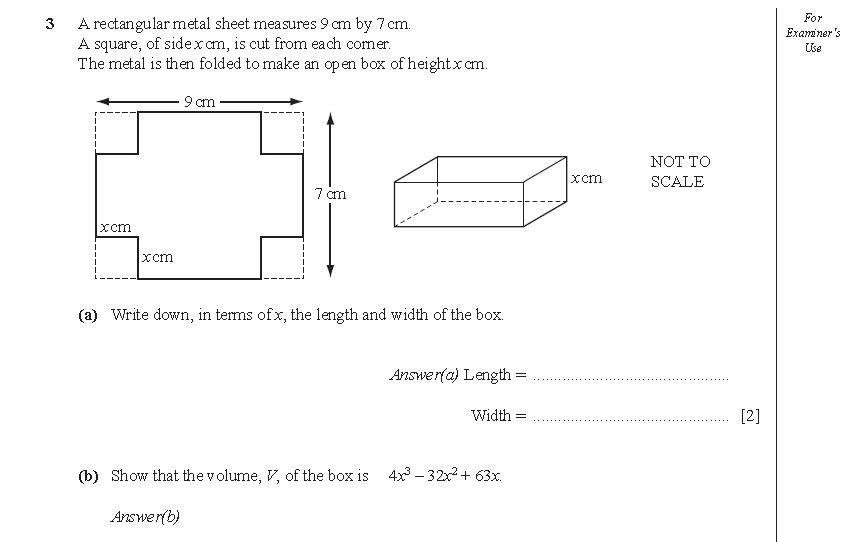 3 A rectangular metal sheet measures 9 cm by 7 cm.
A square, of side x cm, is cut from each corner.
The metal is then folded to make an open box of height x cm.
For
Examiner's
Use
9 cm
7 cm
x cm
x cm
x cm
NOT TO
SCALE
(a) Write down, in terms of x, the length and width of the box.
Answer(a) Length = ...............................................
Width = ............................................... [2]
(b) Show that the volume, V, of the box is 4x³ – 32x² + 63x.
Answer(b)